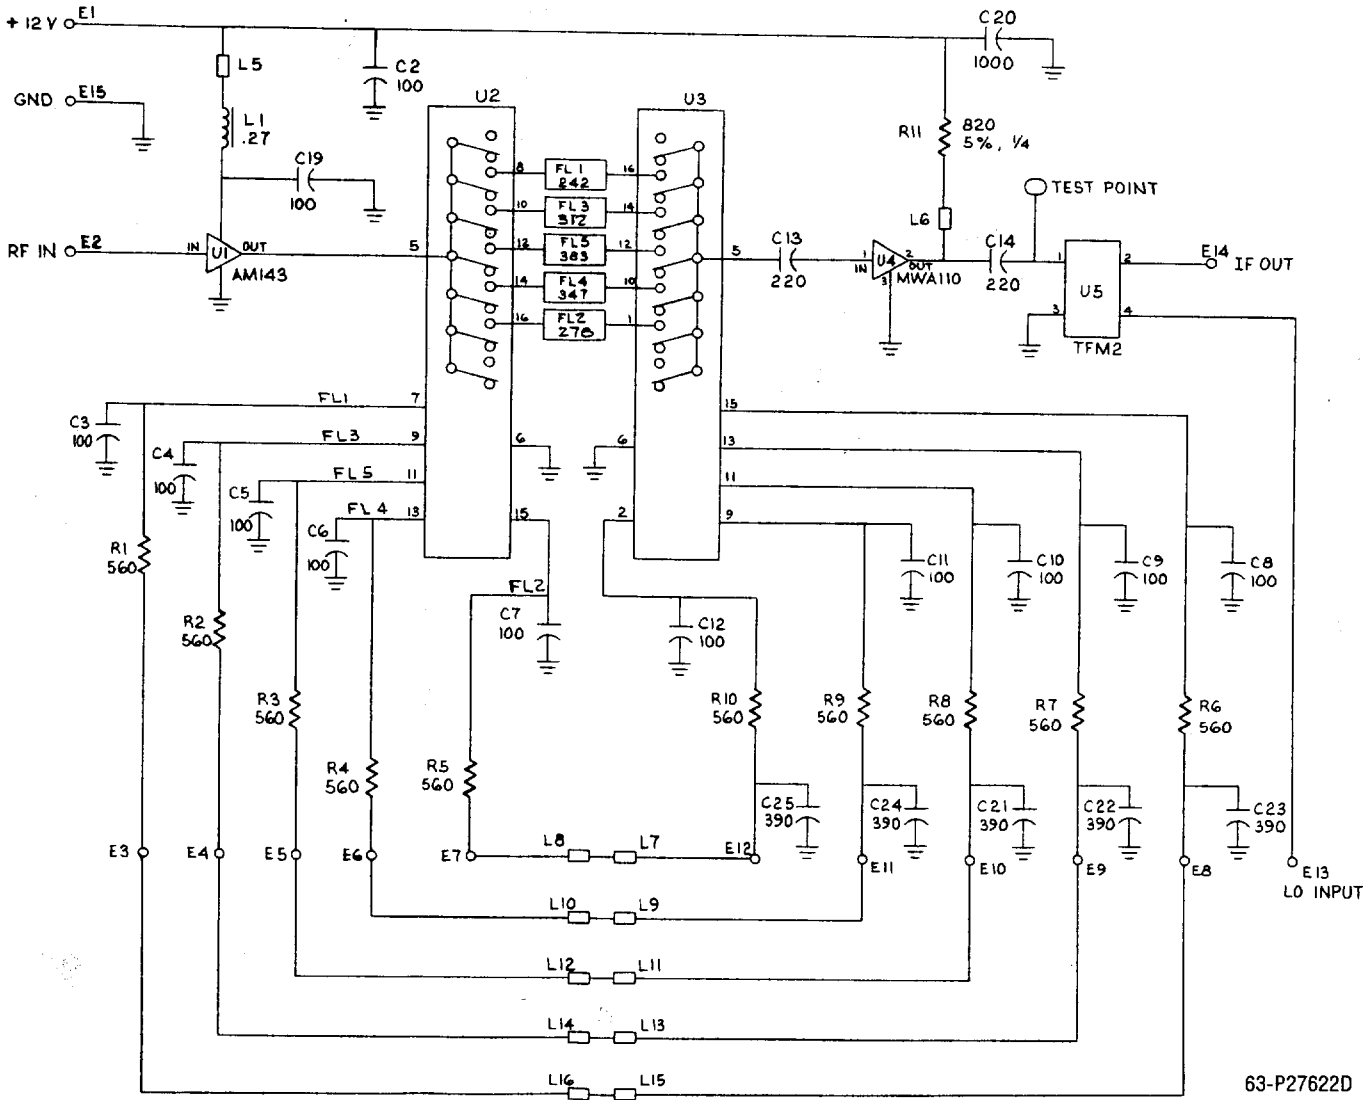 + 12 V E1
L5
C2
100
C20
1000
GND E15
L1
.27
C19
100
U2
U3
R11
820
5%, 1/4
TEST POINT
L6
8 FL 1 16
242
10 FL 3 14
312
12 FL5 12
383
14 FL4 10
347
16 FL2 1
278
RF IN E2
IN U1 OUT
AM143
5
5
C13
220
1 U4 2
IN OUT
3 MWA110
C14
220
1 2
U5
3 4
TFM2
E14 IF OUT
FL1 7
FL3 9
FL5 11
FL 4 13
6
15
6
2
15
13
11
9
C3
100
C4
100
C5
100
C6
100
FL2
C7
100
C12
100
C11
100
C10
100
C9
100
C8
100
R1
560
R2
560
R3
560
R4
560
R5
560
R10
560
R9
560
R8
560
R7
560
R6
560
C25
390
C24
390
C21
390
C22
390
C23
390
E3
E4
E5
E6
E7
L8 L7
E12
E11
E10
E9
E8
E13
LO INPUT
L10 L9
L12 L11
L14 L13
L16 L15
63-P27622D